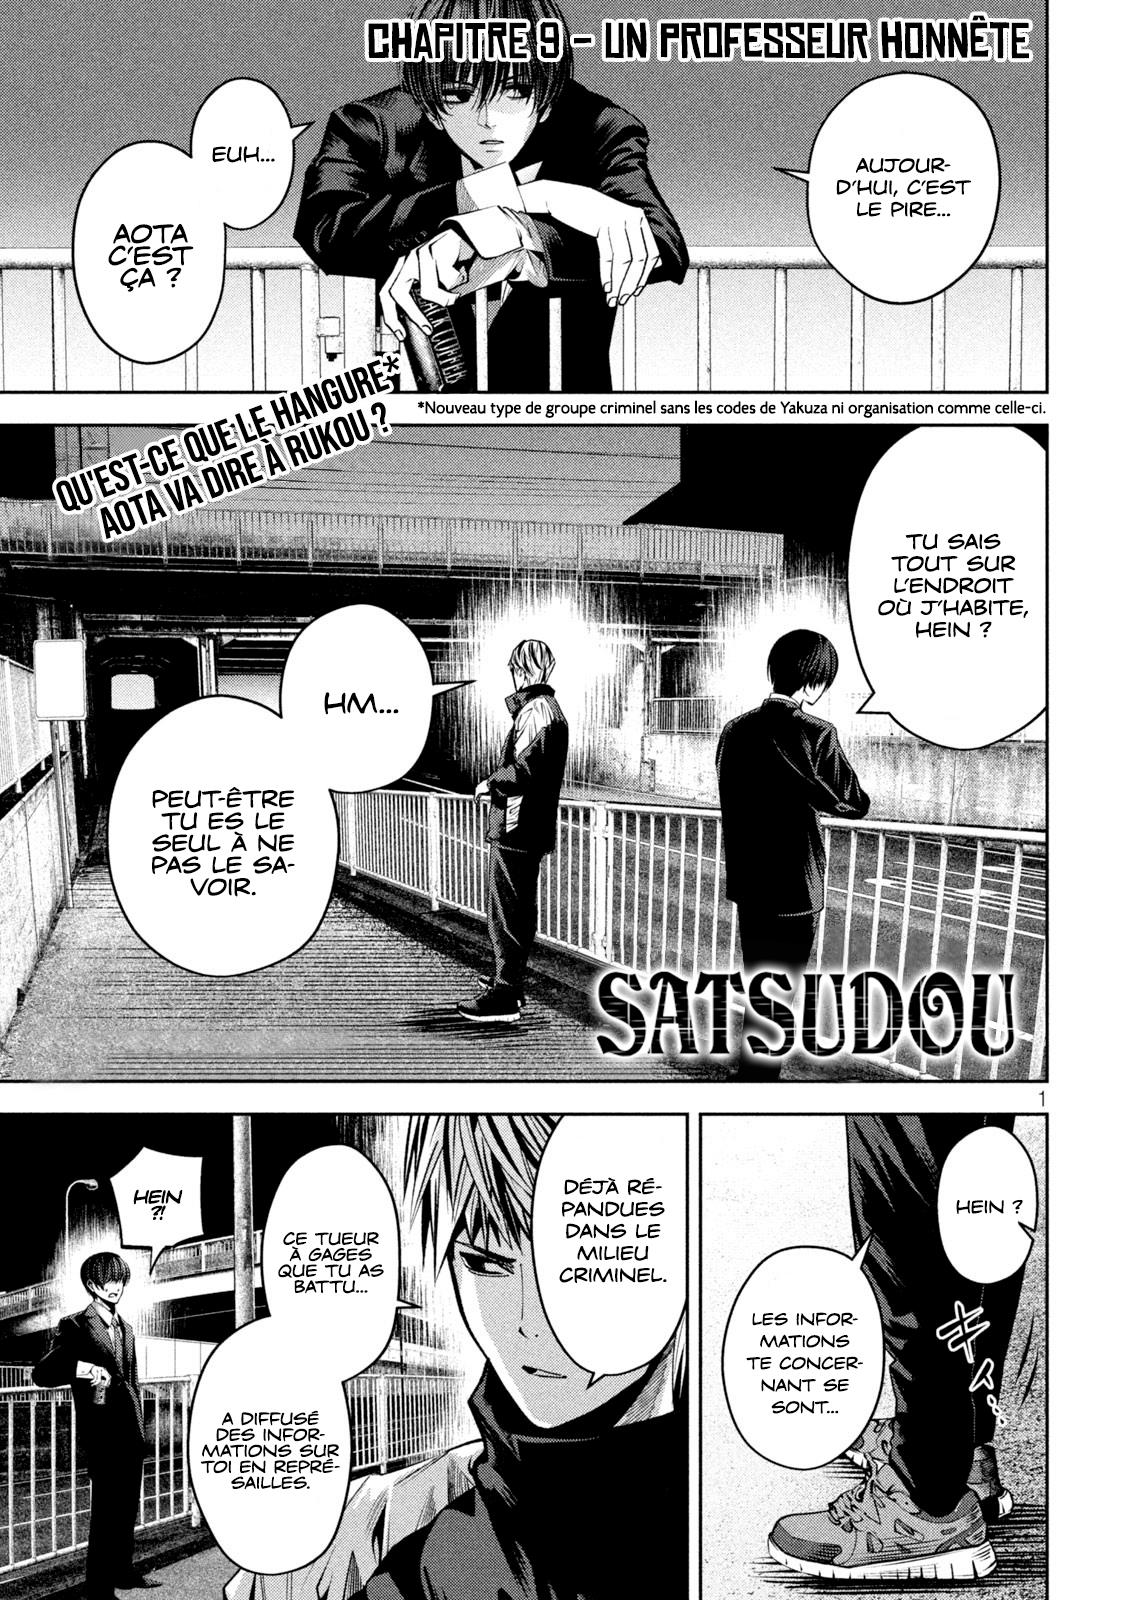 CHAPITRE 9 - UN PROFESSEUR HONNÊTE
AUJOUR-
D'HUI, C'EST
LE PIRE...
EUH...
AOTA
C'EST
ÇA ?
BLACK COFFEE
*Nouveau type de groupe criminel sans les codes de Yakuza ni organisation comme celle-ci.
QU'EST-CE QUE LE HANGURE*
AOTA VA DIRE À RUKOU ?
TU SAIS
TOUT SUR
L'ENDROIT
OÙ J'HABITE,
HEIN ?
HM...
PEUT-ÊTRE
TU ES LE
SEUL À NE
PAS LE SA-
VOIR.
SATSUDOU
1
HEIN ?
LES INFOR-
MATIONS
TE CONCER-
NANT SE
SONT...
ギシ...
DÉJÀ RÉ-
PANDUES
DANS LE
MILIEU
CRIMINEL.
CE TUEUR
À GAGES
QUE TU AS
BATTU...
A DIFFUSÉ
DES INFOR-
MATIONS SUR
TOI EN REPRÉ-
SAILLES.
HEIN
?!